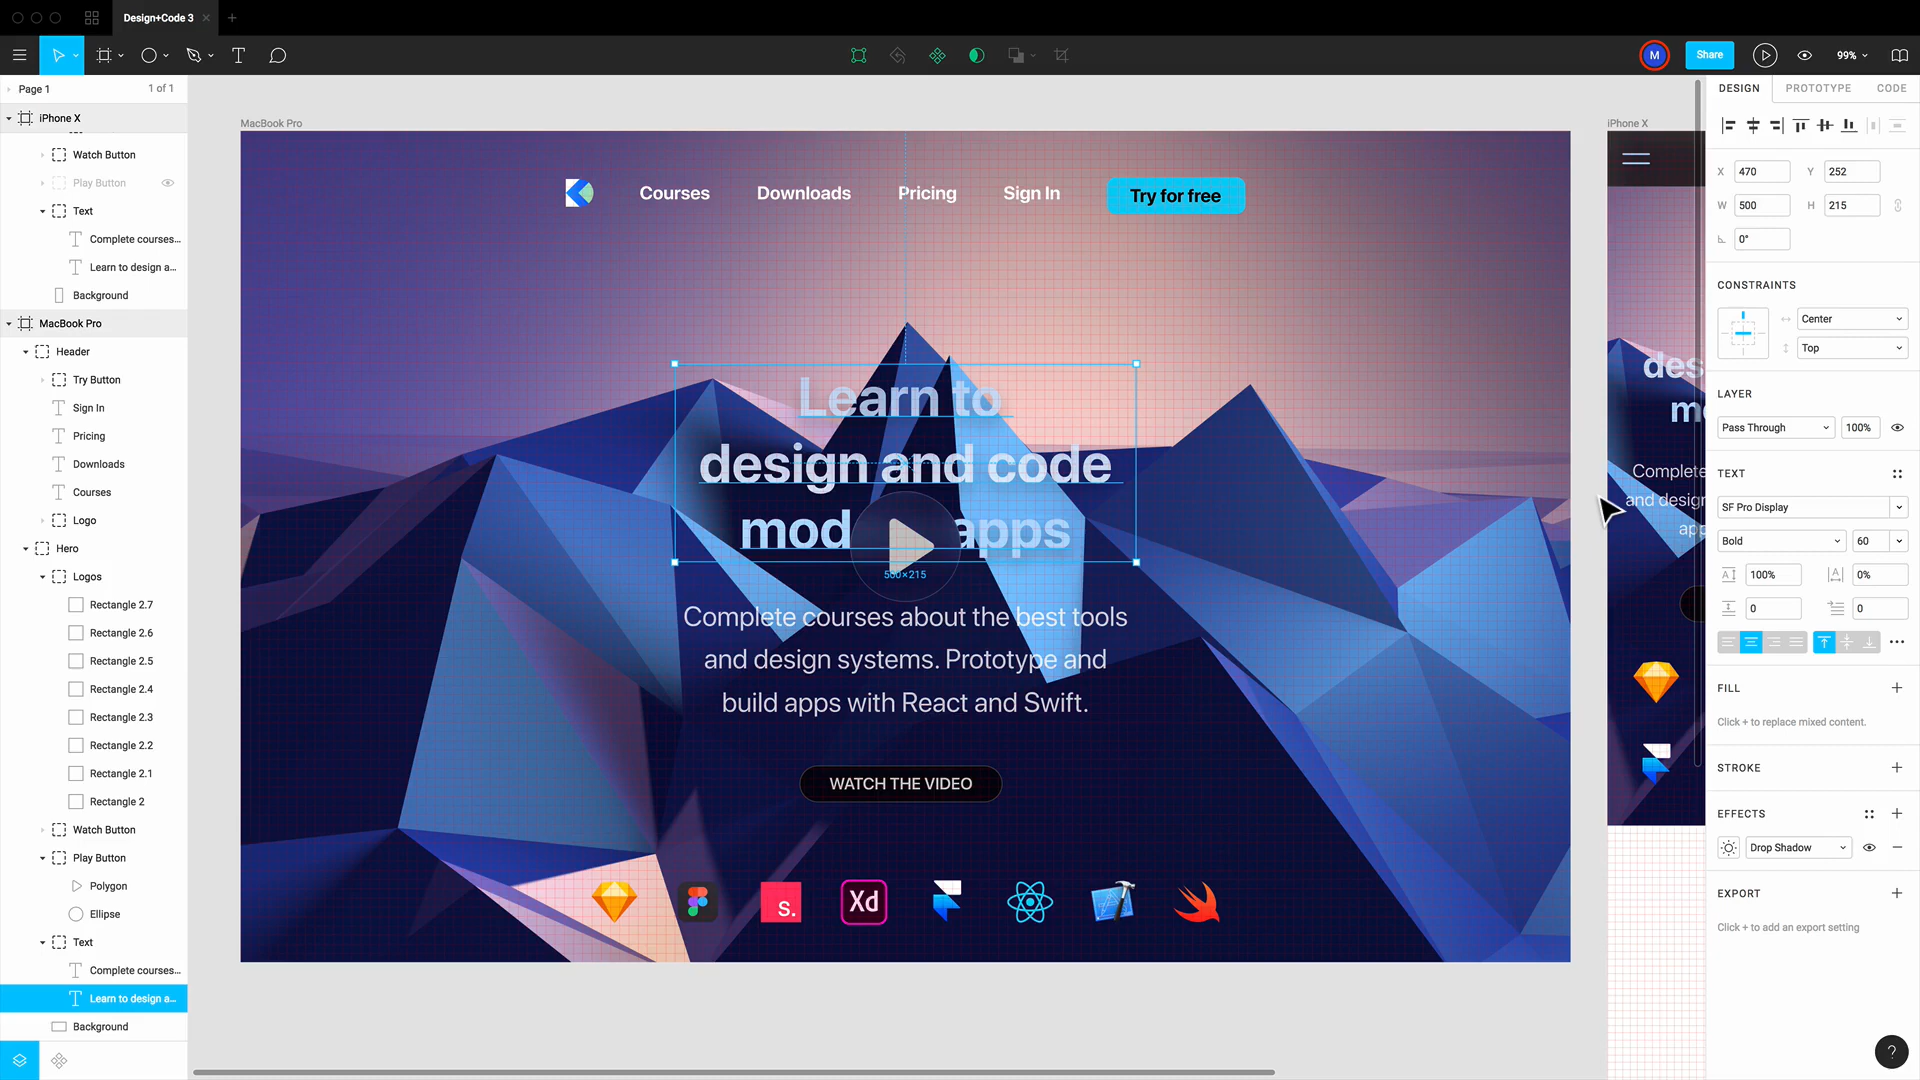 Design+Code 3
M
Share
99%
Page 1
1 of 1
iPhone X
Watch Button
Play Button
Text
Complete courses...
Learn to design a...
Background
MacBook Pro
Header
Try Button
Sign In
Pricing
Downloads
Courses
Logo
Hero
Logos
Rectangle 2.7
Rectangle 2.6
Rectangle 2.5
Rectangle 2.4
Rectangle 2.3
Rectangle 2.2
Rectangle 2.1
Rectangle 2
Watch Button
Play Button
Polygon
Ellipse
Text
Complete courses...
Learn to design a...
Background
MacBook Pro
Courses
Downloads
Pricing
Sign In
Try for free
Learn to
design and code
mod apps
500×215
Complete courses about the best tools
and design systems. Prototype and
build apps with React and Swift.
WATCH THE VIDEO
s.
Xd
iPhone X
des
mo
Complete
and design
app
DESIGN
PROTOTYPE
CODE
X 470 Y 252
W 500 H 215
0°
CONSTRAINTS
Center
Top
LAYER
Pass Through
100%
TEXT
SF Pro Display
Bold
60
100%
0%
0
0
FILL
Click + to replace mixed content.
STROKE
EFFECTS
Drop Shadow
EXPORT
Click + to add an export setting
?